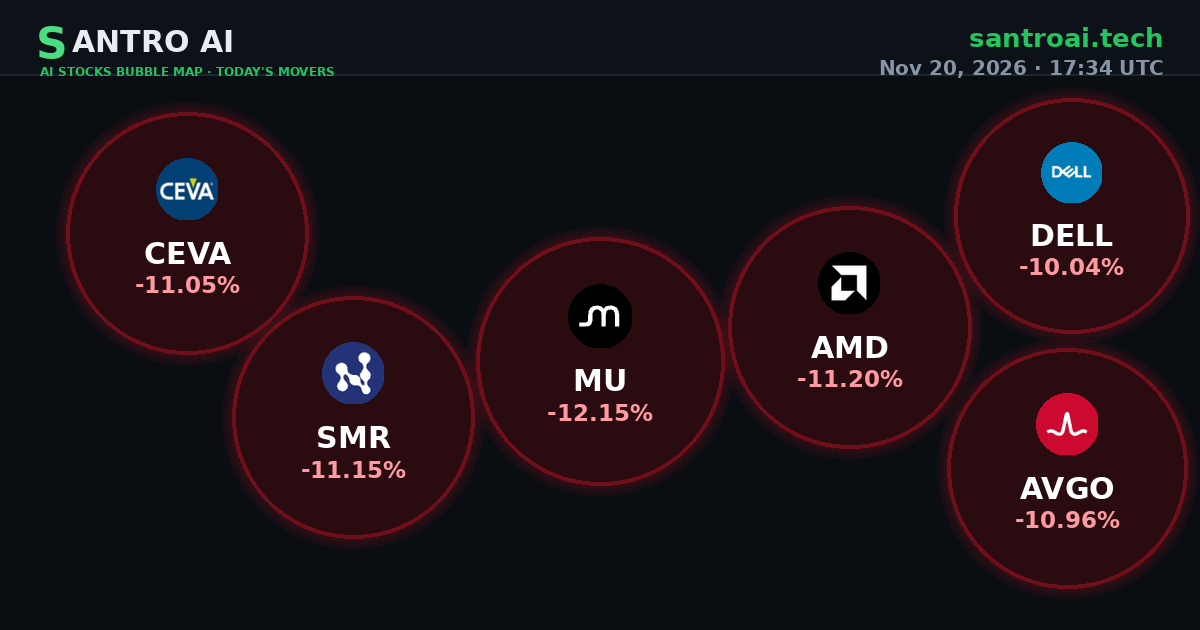 SANTRO AI
AI STOCKS BUBBLE MAP · TODAY'S MOVERS
santroai.tech
Nov 20, 2026 · 17:34 UTC
CEVA
CEVA
-11.05%
SMR
-11.15%
MU
-12.15%
AMD
-11.20%
DELL
DELL
-10.04%
AVGO
-10.96%